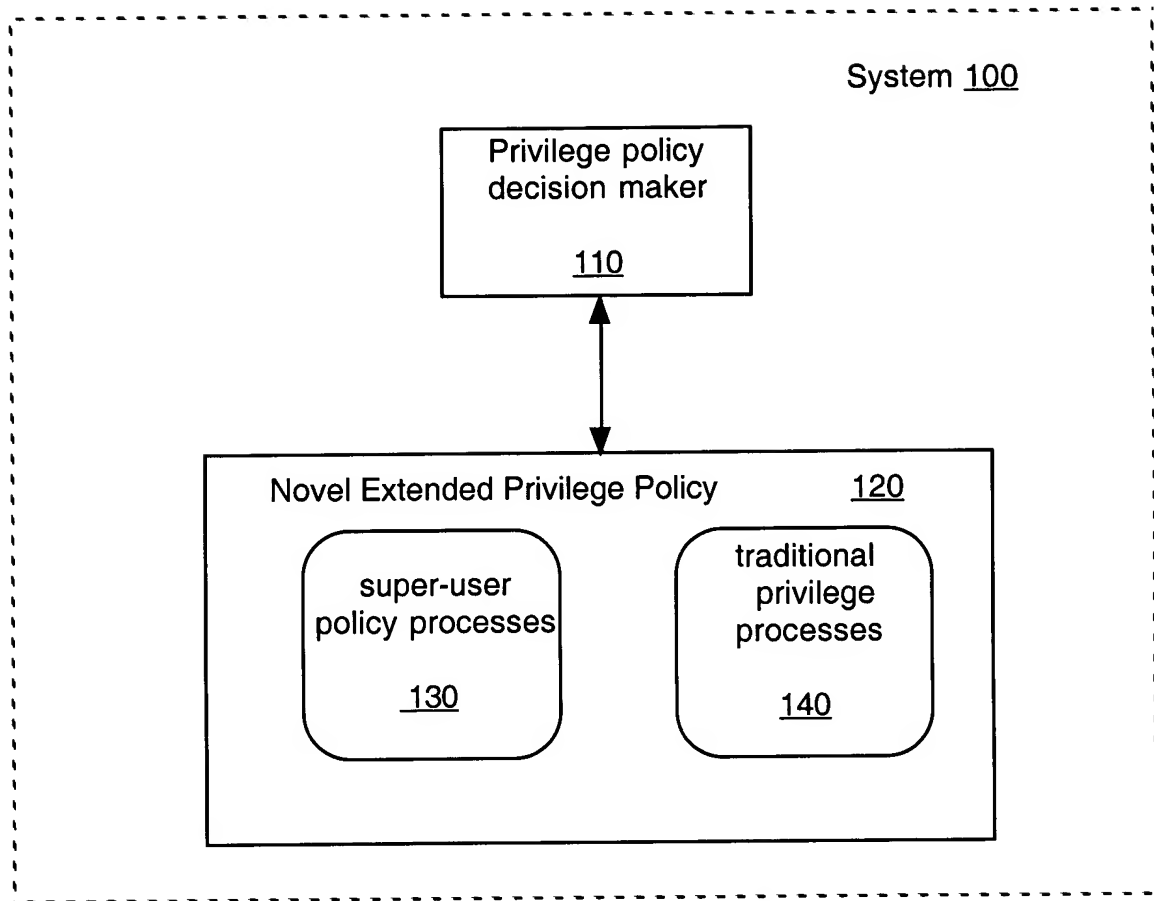 System 100
Privilege policy
decision maker
110
Novel Extended Privilege Policy 120
super-user
policy processes
130
traditional
privilege
processes
140